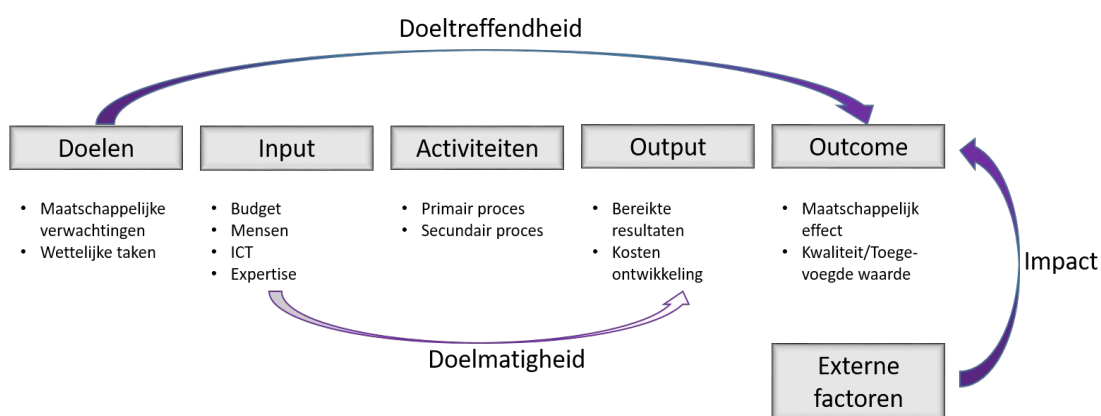 Doeltreffendheid
Doelen
Input
Activiteiten
Output
Outcome
• Maatschappelijke
verwachtingen
• Wettelijke taken
• Budget
• Mensen
• ICT
• Expertise
• Primair proces
• Secundair proces
• Bereikte
resultaten
• Kosten
ontwikkeling
• Maatschappelijk
effect
• Kwaliteit/Toege-
voegde waarde
Impact
Doelmatigheid
Externe
factoren